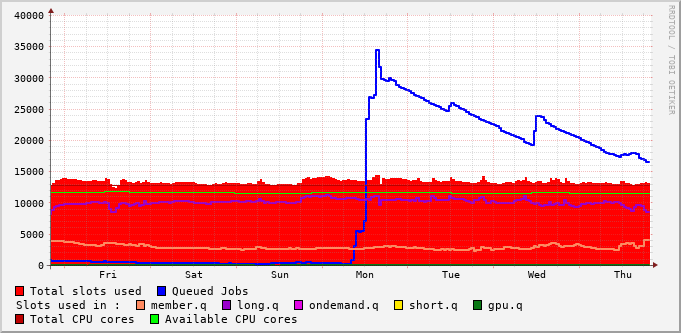 40000
35000
30000
25000
20000
15000
10000
5000
0
Fri Sat Sun Mon Tue Wed Thu
RRDTOOL / TOBI OETIKER
Total slots used Queued Jobs
Slots used in : member.q long.q ondemand.q short.q gpu.q
Total CPU cores Available CPU cores